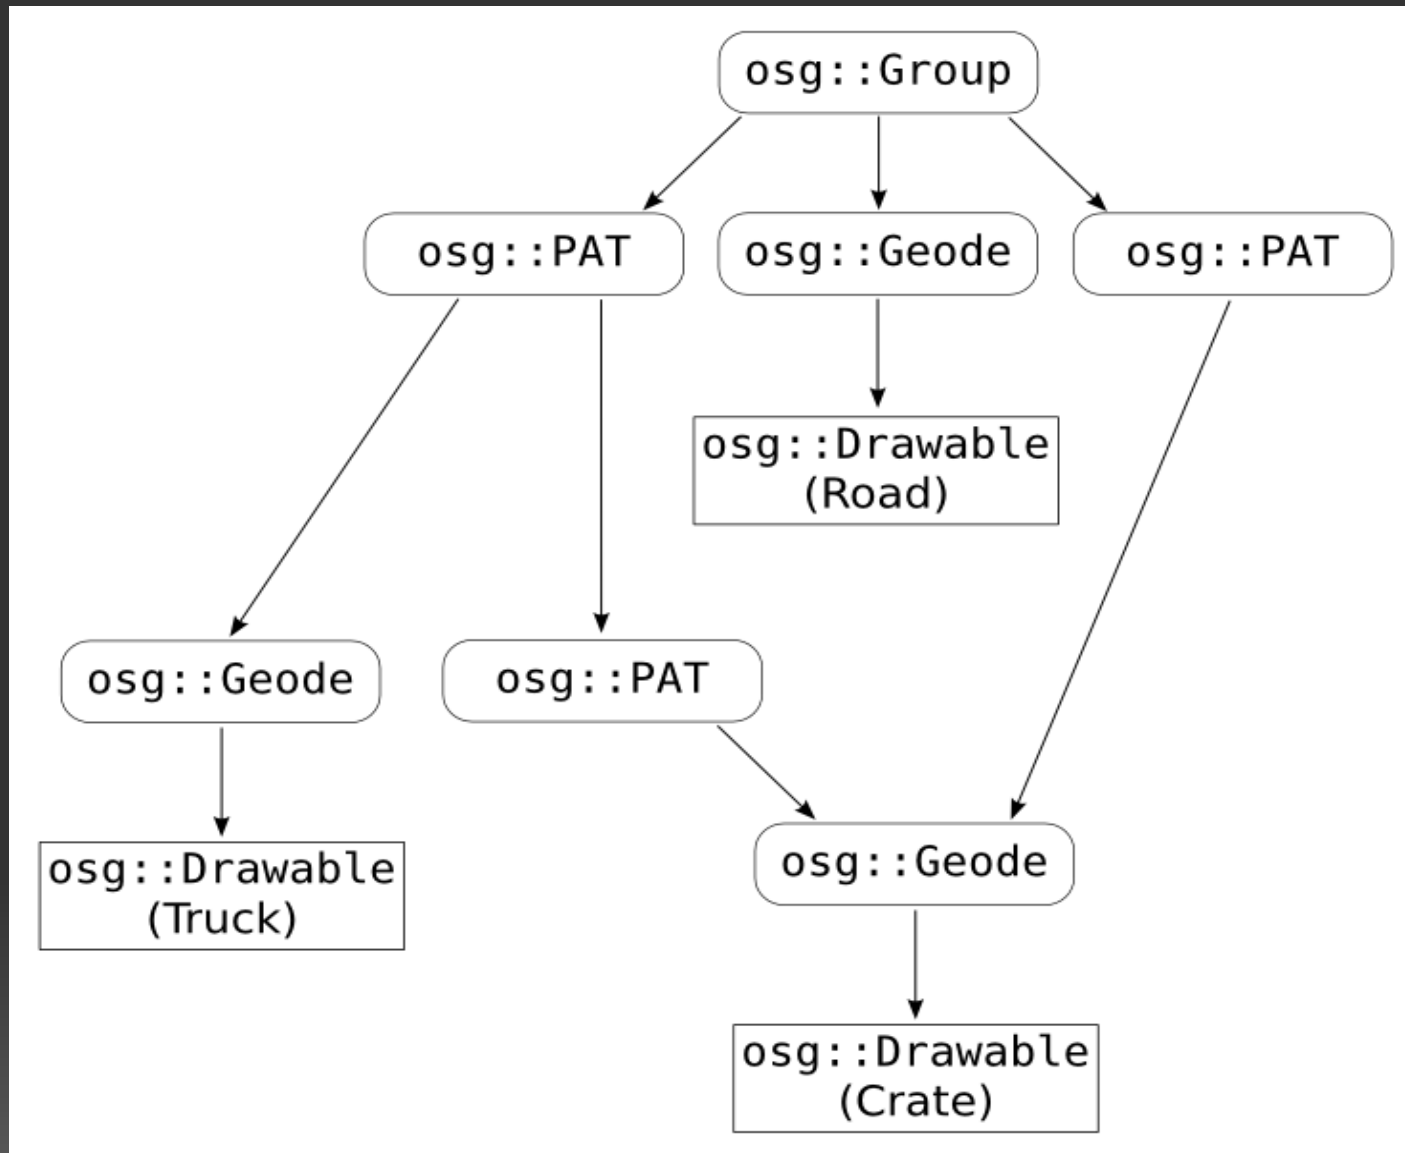 osg::Group
osg::PAT
osg::Geode
osg::PAT
osg::Drawable
(Road)
osg::Geode
osg::PAT
osg::Geode
osg::Drawable
(Truck)
osg::Drawable
(Crate)